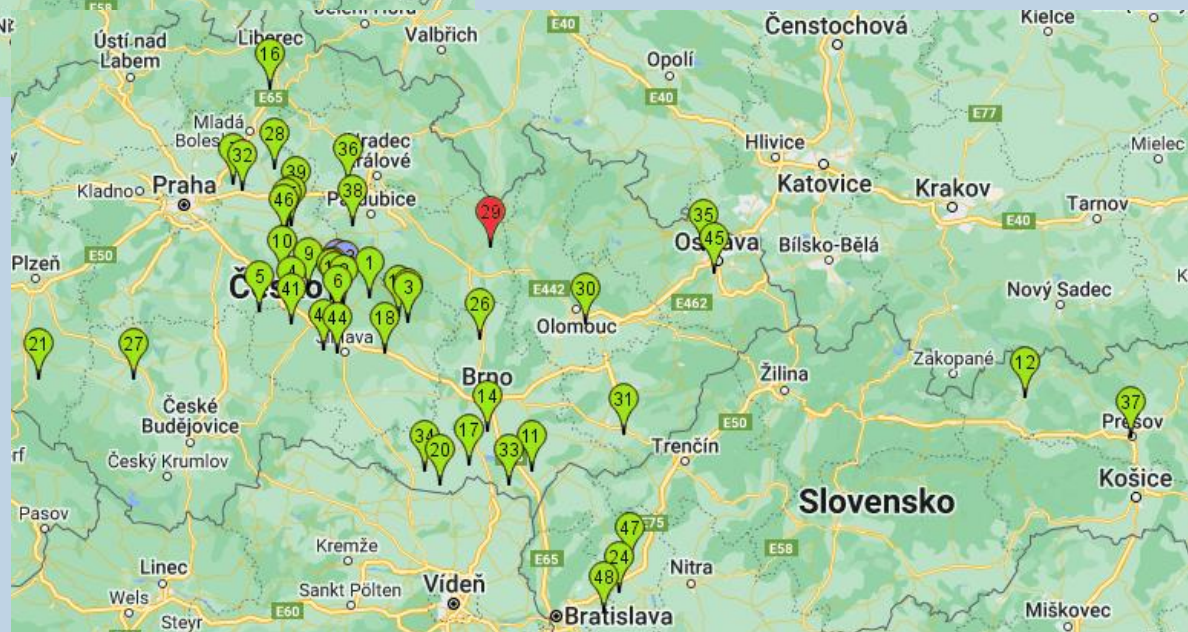 E58
Kielce
E40
Čenstochová
Ústí nad
Labem
Liberec
Valbřich
16
Opolí
E65
E40
E77
Mladá
28
Hlivice
Mielec
32
36
Králové
Katovice
Krakov
Kladno
Praha
39
46
38
29
35
Tarnov
E40
10
45
Bílsko-Bělá
E50
Plzeň
9
1
5
4
6
3
41
E442
30
E462
Nový Sadec
26
Olomouc
18
44
21
27
Žilina
Zakopané
12
Brno
České
Budějovice
14
31
37
E50
34
17
11
Trenčín
Prešov
20
33
Český Krumlov
Košice
Slovensko
Pasov
47
E75
Kremže
E65
24
E58
Linec
48
Nitra
Wels
Sankt Pölten
Vídeň
Steyr
E60
Bratislava
Miškovec